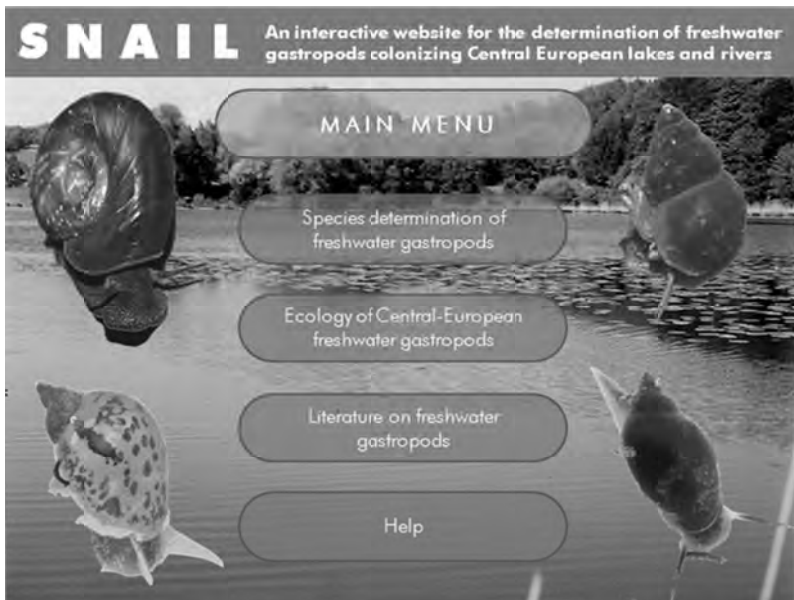 SNAIL
An interactive website for the determination of freshwater
gastropods colonizing Central European lakes and rivers
MAIN MENU
Species determination of
freshwater gastropods
Ecology of Central-European
freshwater gastropods
Literature on freshwater
gastropods
Help